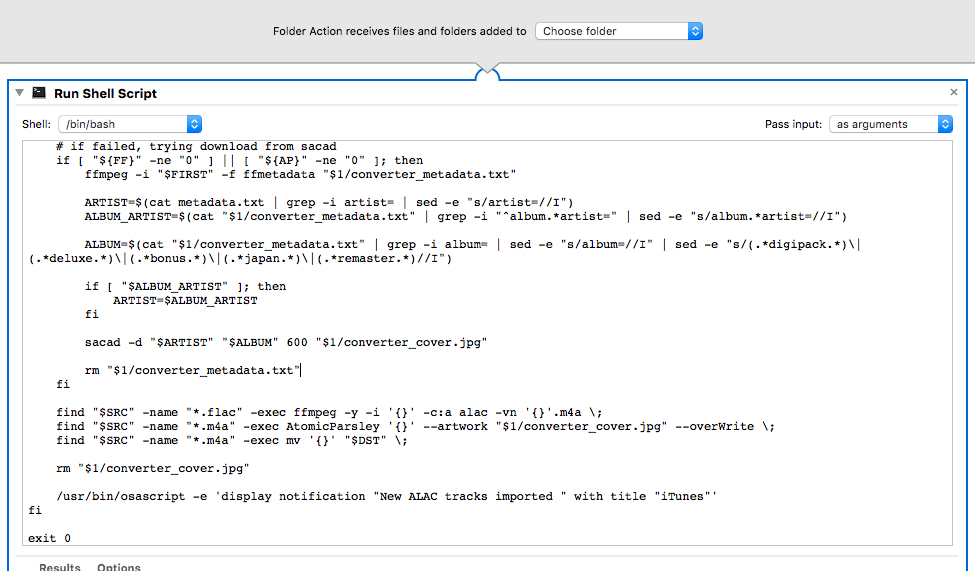 Folder Action receives files and folders added to Choose folder
Run Shell Script
Shell: /bin/bash Pass input: as arguments
# if failed, trying download from sacad
if [ "${FF}" -ne "0" ] || [ "${AP}" -ne "0" ]; then
ffmpeg -i "$FIRST" -f ffmetadata "$1/converter_metadata.txt"
ARTIST=$(cat metadata.txt | grep -i artist= | sed -e "s/artist=//I")
ALBUM_ARTIST=$(cat "$1/converter_metadata.txt" | grep -i "^album.*artist=" | sed -e "s/album.*artist=//I")
ALBUM=$(cat "$1/converter_metadata.txt" | grep -i album= | sed -e "s/album=//I" | sed -e "s/(.*digipack.*)\|
(.*deluxe.*)\|(.*bonus.*)\|(.*japan.*)\|(.*remaster.*)//I")
if [ "$ALBUM_ARTIST" ]; then
ARTIST=$ALBUM_ARTIST
fi
sacad -d "$ARTIST" "$ALBUM" 600 "$1/converter_cover.jpg"
rm "$1/converter_metadata.txt"
fi
find "$SRC" -name "*.flac" -exec ffmpeg -y -i '{}' -c:a alac -vn '{}'.m4a \;
find "$SRC" -name "*.m4a" -exec AtomicParsley '{}' --artwork "$1/converter_cover.jpg" --overWrite \;
find "$SRC" -name "*.m4a" -exec mv '{}' "$DST" \;
rm "$1/converter_cover.jpg"
/usr/bin/osascript -e 'display notification "New ALAC tracks imported " with title "iTunes"'
fi
exit 0
Results Options